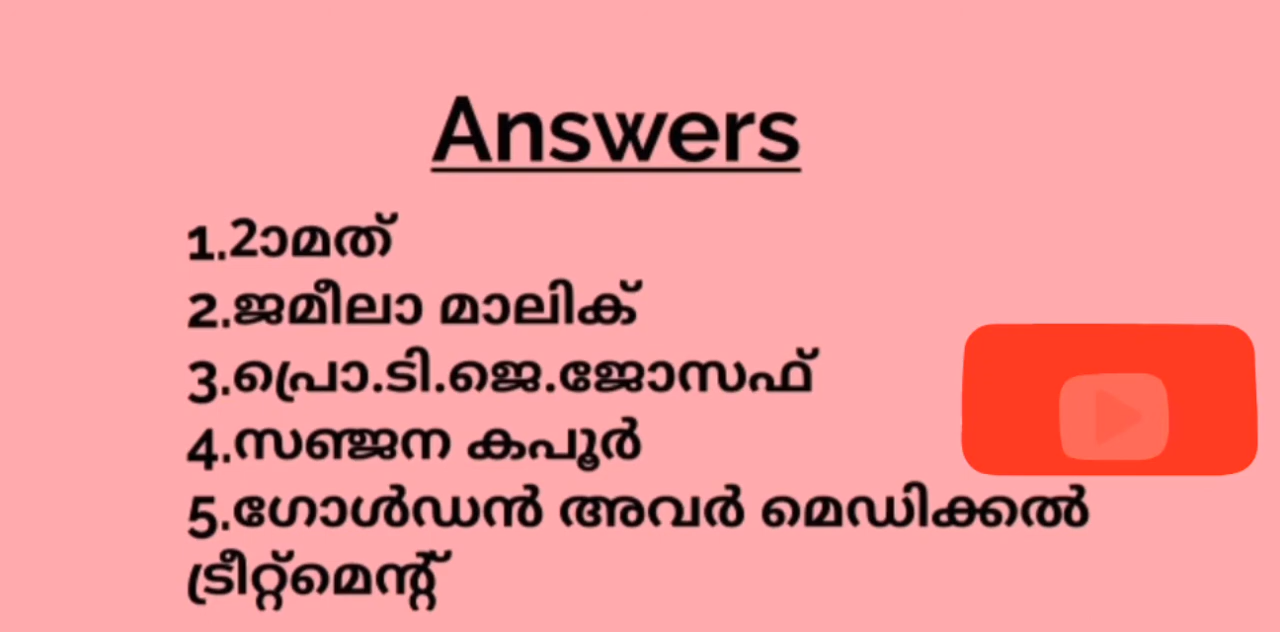 Answers
1.2ാമത്
2.ജമീലാ മാലിക്
3.പ്രൊ.ടി.ജെ.ജോസഫ്
4.സഞ്ജന കപൂർ
5.ഗോൾഡൻ അവർ മെഡിക്കൽ
ട്രീറ്റ്മെന്റ്